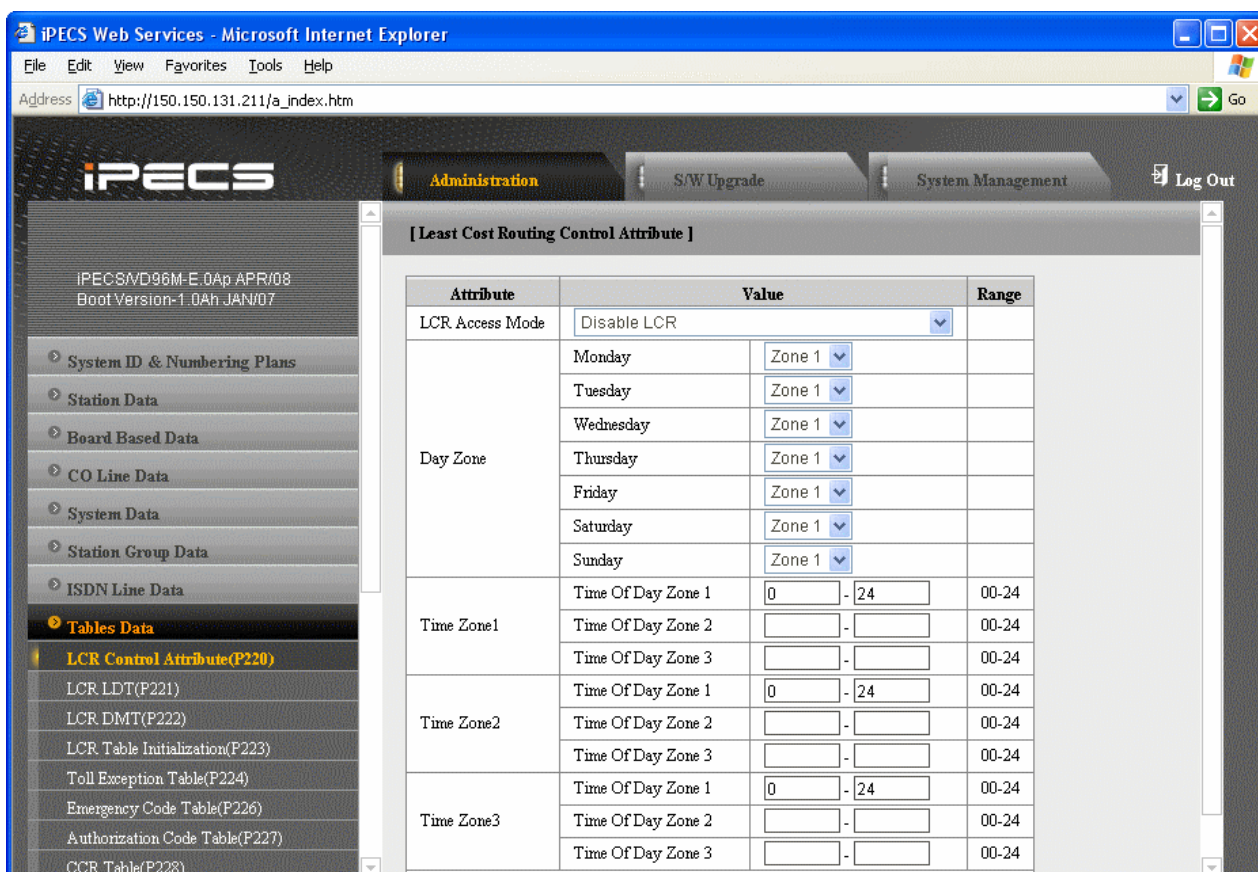 iPECS Web Services - Microsoft Internet Explorer
File Edit View Favorites Tools Help
Address http://150.150.131.211/a_index.htm Go
iPECS
Administration S/W Upgrade System Management Log Out
iPECS/VD96M-E.0Ap APR/08
Boot Version-1.0Ah JAN/07
System ID & Numbering Plans
Station Data
Board Based Data
CO Line Data
System Data
Station Group Data
ISDN Line Data
Tables Data
LCR Control Attribute(P220)
LCR LDT(P221)
LCR DMT(P222)
LCR Table Initialization(P223)
Toll Exception Table(P224)
Emergency Code Table(P226)
Authorization Code Table(P227)
CCR Table(P228)
[ Least Cost Routing Control Attribute ]
Attribute Value Range
LCR Access Mode Disable LCR
Day Zone
Monday Zone 1
Tuesday Zone 1
Wednesday Zone 1
Thursday Zone 1
Friday Zone 1
Saturday Zone 1
Sunday Zone 1
Time Zone1
Time Of Day Zone 1 0 - 24 00-24
Time Of Day Zone 2 - 00-24
Time Of Day Zone 3 - 00-24
Time Zone2
Time Of Day Zone 1 0 - 24 00-24
Time Of Day Zone 2 - 00-24
Time Of Day Zone 3 - 00-24
Time Zone3
Time Of Day Zone 1 0 - 24 00-24
Time Of Day Zone 2 - 00-24
Time Of Day Zone 3 - 00-24